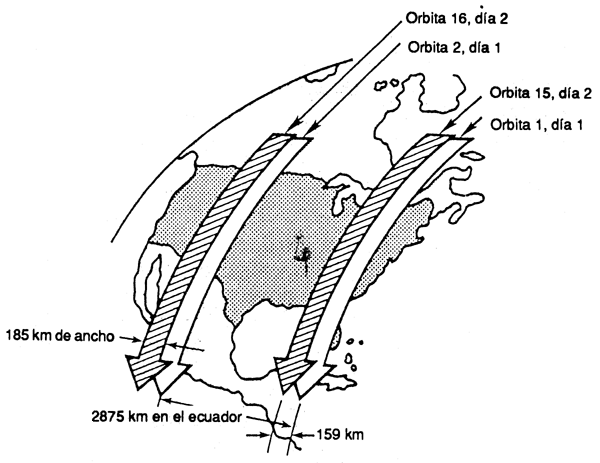 Orbita 16, día 2
Orbita 2, día 1
Orbita 15, día 2
Orbita 1, día 1
185 km de ancho
2875 km en el ecuador
159 km